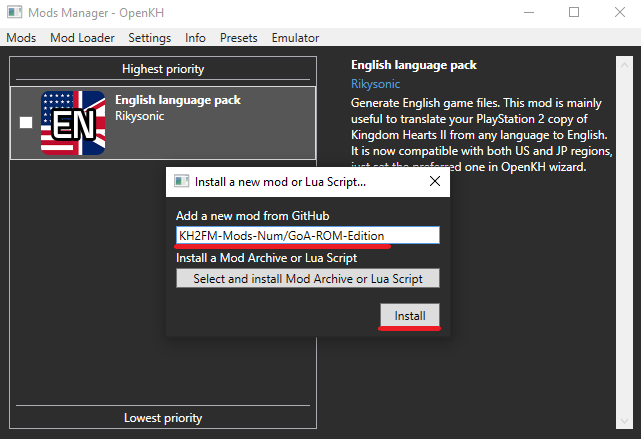 Mods Manager - OpenKH
Mods Mod Loader Settings Info Presets Emulator
Highest priority
English language pack
Rikysonic
EN
English language pack
Rikysonic
Generate English game files. This mod is mainly
useful to translate your PlayStation 2 copy of
Kingdom Hearts II from any language to English.
It is now compatible with both US and JP regions,
just set the preferred one in OpenKH wizard.
Install a new mod or Lua Script...
Add a new mod from GitHub
KH2FM-Mods-Num/GoA-ROM-Edition
Install a Mod Archive or Lua Script
Select and install Mod Archive or Lua Script
Install
Lowest priority